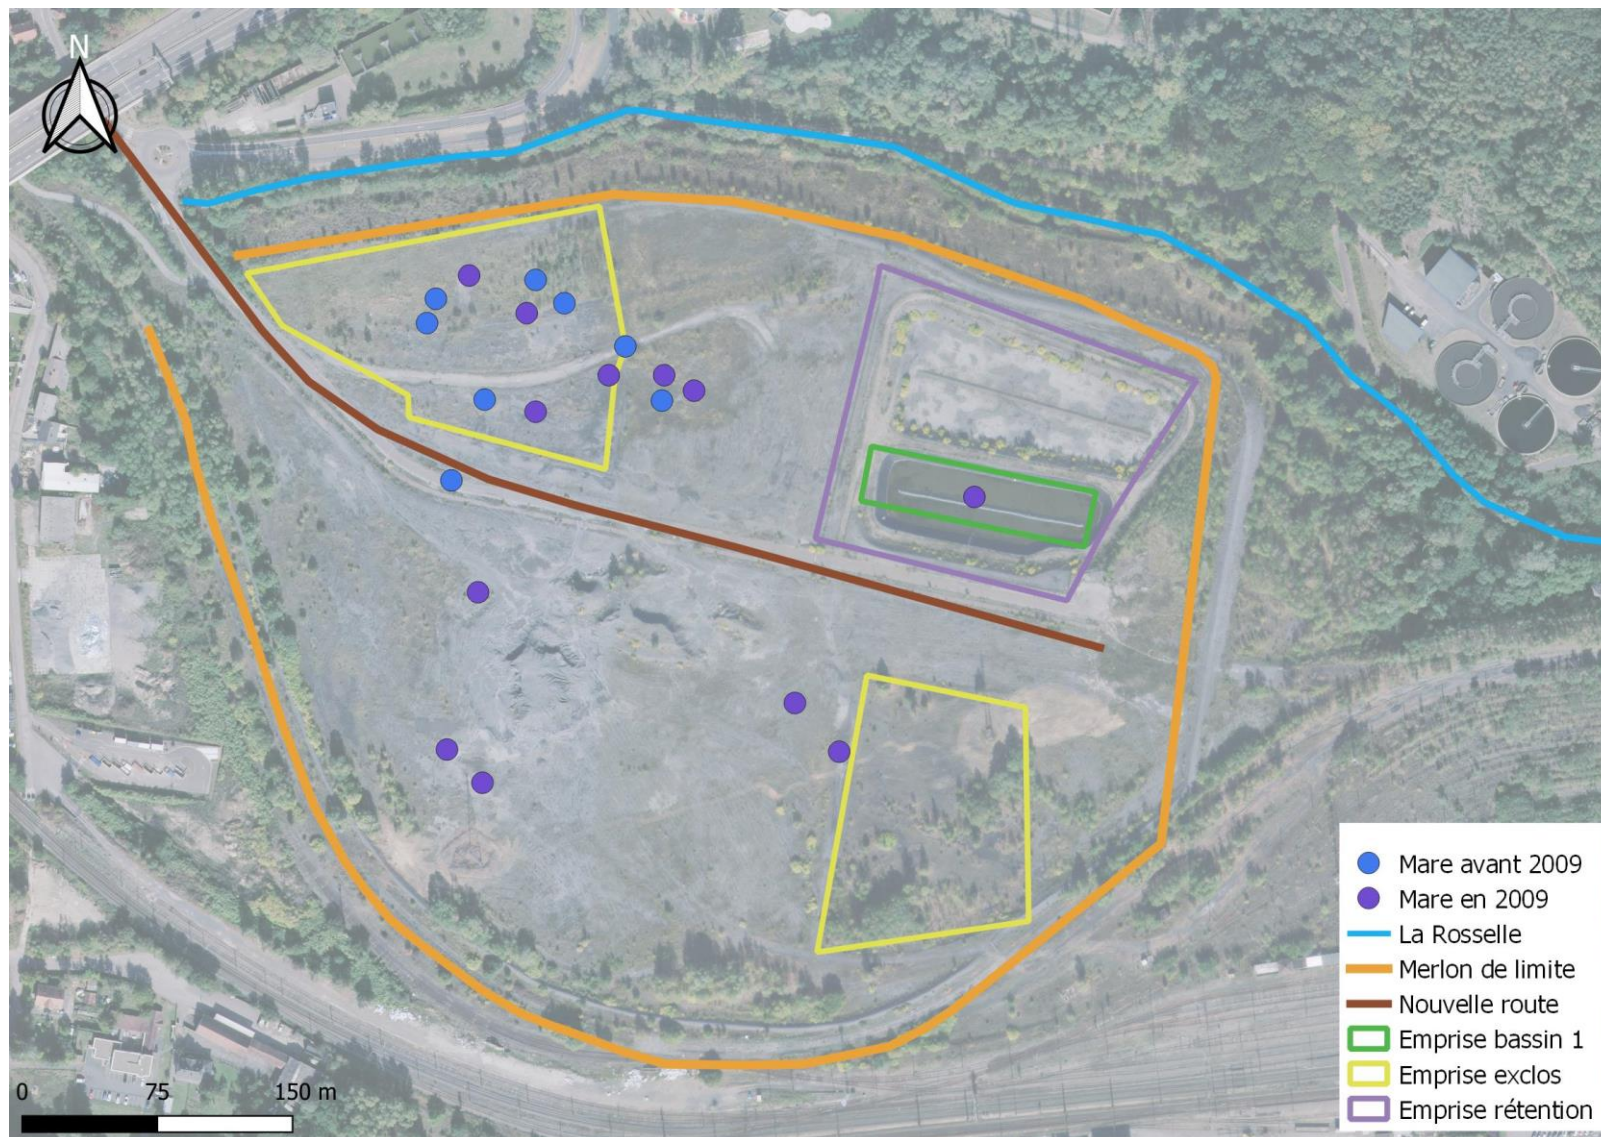 N
Mare avant 2009
Mare en 2009
La Rosselle
Merlon de limite
Nouvelle route
Emprise bassin 1
Emprise exclos
Emprise rétention
0 75 150 m